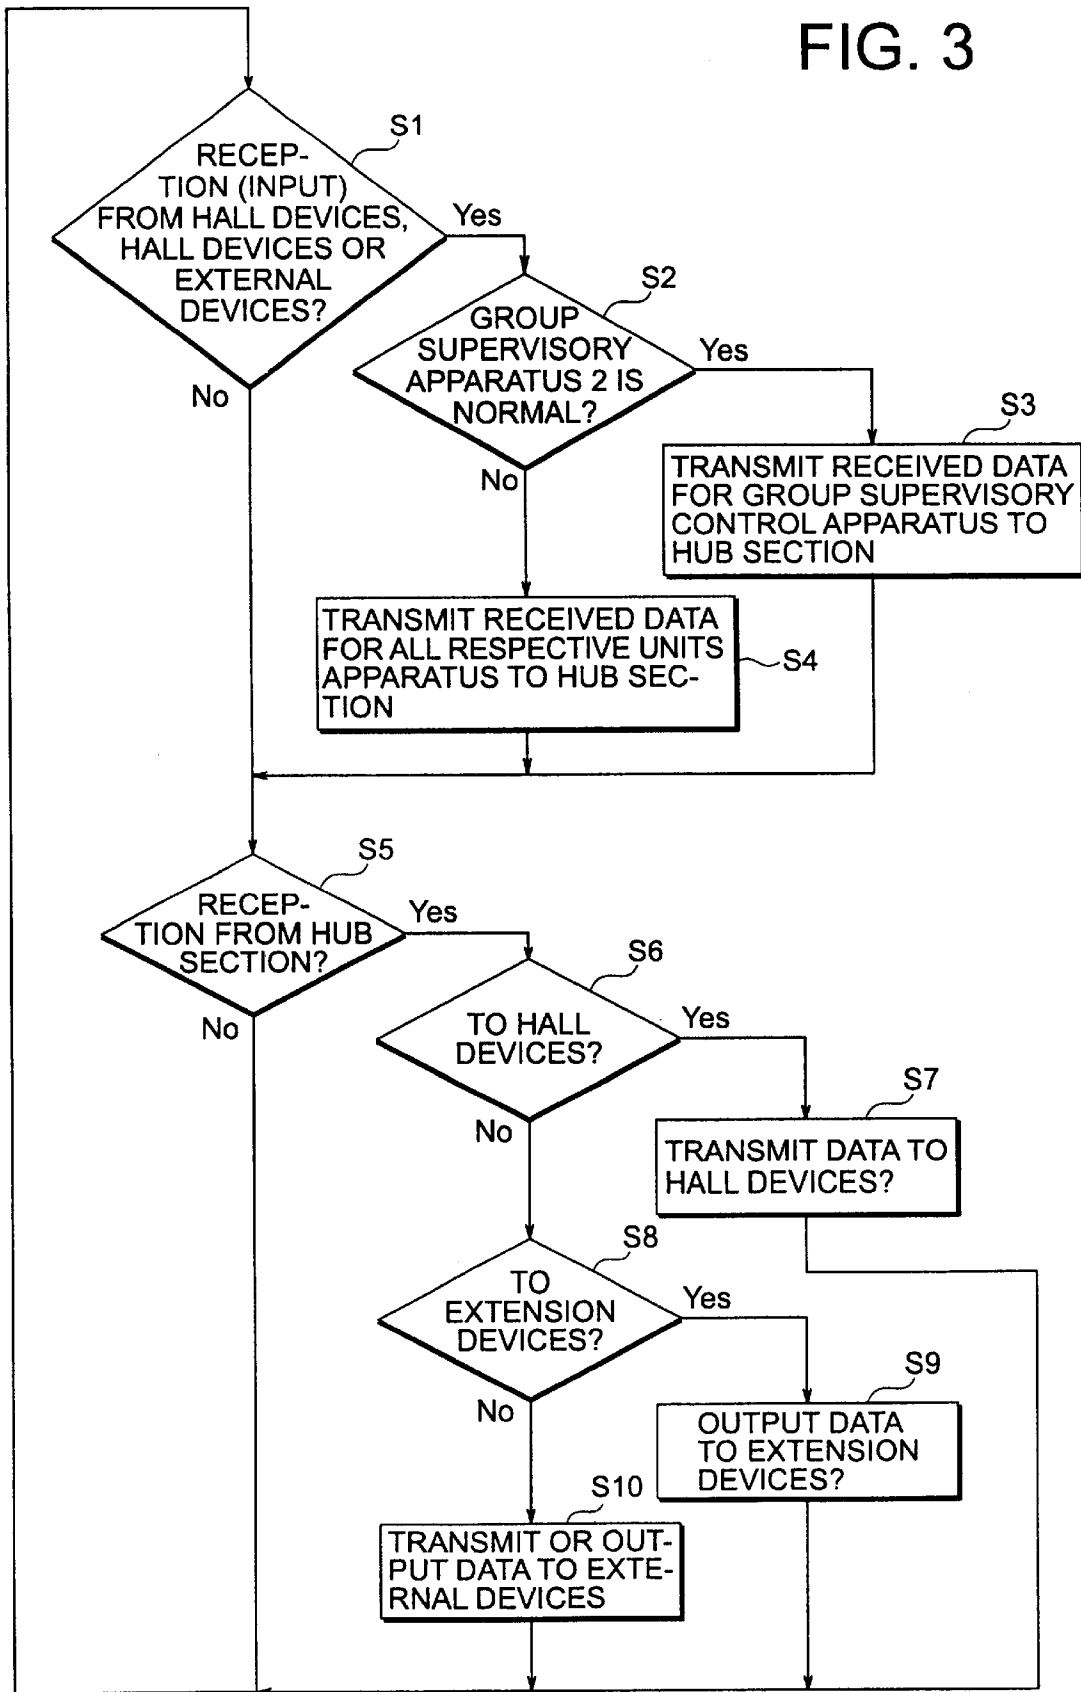 FIG. 3
S1
RECEP-
TION (INPUT)
FROM HALL DEVICES,
HALL DEVICES OR
EXTERNAL
DEVICES?
Yes
No
S2
GROUP
SUPERVISORY
APPARATUS 2 IS
NORMAL?
Yes
No
S3
TRANSMIT RECEIVED DATA
FOR GROUP SUPERVISORY
CONTROL APPARATUS TO
HUB SECTION
TRANSMIT RECEIVED DATA
FOR ALL RESPECTIVE UNITS
APPARATUS TO HUB SEC-
TION
S4
S5
RECEP-
TION FROM HUB
SECTION?
Yes
No
S6
TO HALL
DEVICES?
Yes
No
S7
TRANSMIT DATA TO
HALL DEVICES?
S8
TO
EXTENSION
DEVICES?
Yes
No
S9
OUTPUT DATA
TO EXTENSION
DEVICES?
S10
TRANSMIT OR OUT-
PUT DATA TO EXTE-
RNAL DEVICES